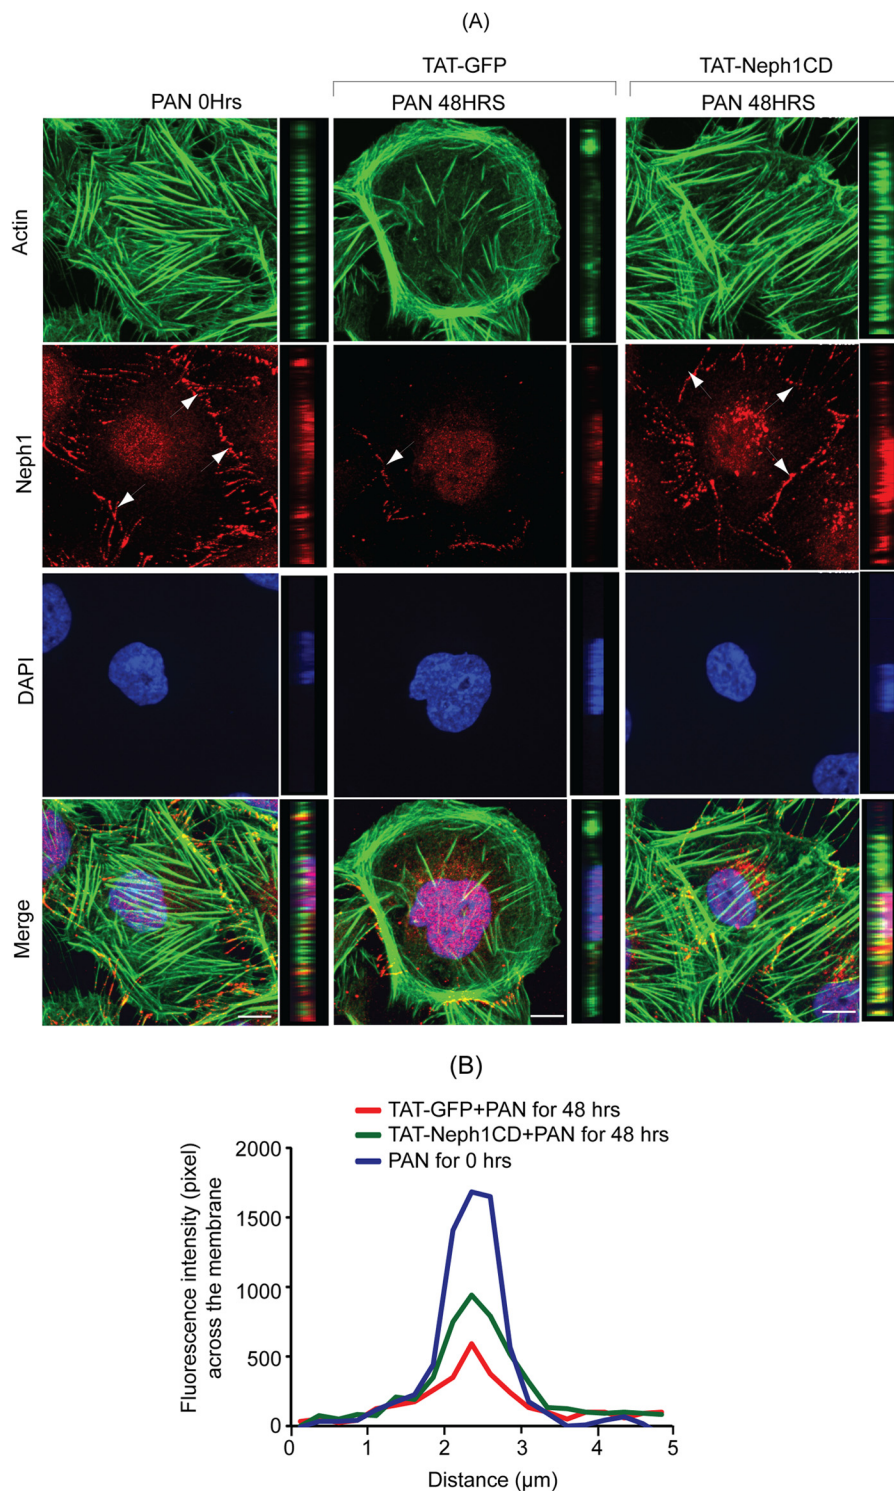 (A)
TAT-GFP
TAT-Neph1CD
PAN 0Hrs
PAN 48HRS
PAN 48HRS
Actin
Neph1
DAPI
Merge
(B)
TAT-GFP+PAN for 48 hrs
TAT-Neph1CD+PAN for 48 hrs
PAN for 0 hrs
Fluorescence intensity (pixel)
across the membrane
2000
1500
1000
500
0
0
1
2
3
4
5
Distance (µm)